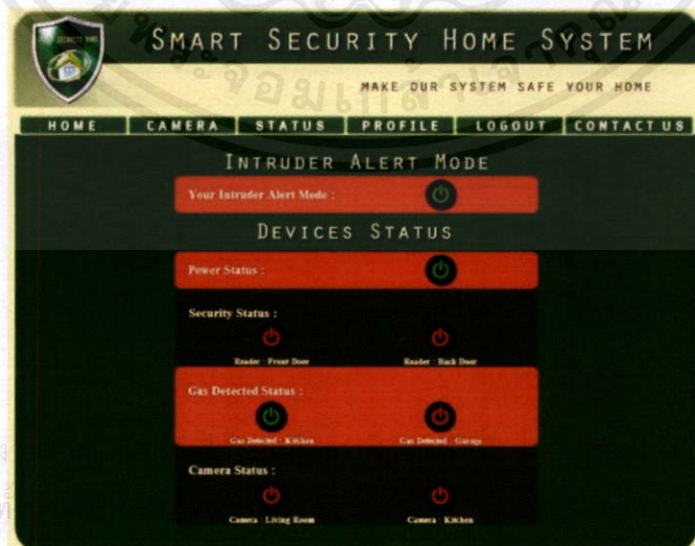 SECURITY HOME
SMART SECURITY HOME SYSTEM
MAKE OUR SYSTEM SAFE YOUR HOME
HOME CAMERA STATUS PROFILE LOGOUT CONTACT US
INTRUDER ALERT MODE
Your Intruder Alert Mode :
DEVICES STATUS
Power Status :
Security Status :
Reader : Front Door Reader : Back Door
Gas Detected Status :
Gas Detected : Kitchen Gas Detected : Garage
Camera Status :
Camera : Living Room Camera : Kitchen